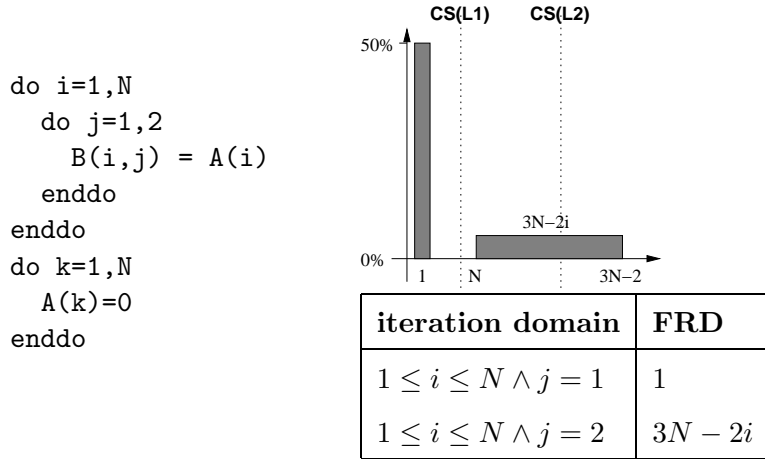 do i=1,N
do j=1,2
B(i,j) = A(i)
enddo
enddo
do k=1,N
A(k)=0
enddo
CS(L1) CS(L2)
50%
3N−2i
0%
1 N 3N−2
iteration domain FRD
1 ≤ i ≤ N ∧ j = 1 1
1 ≤ i ≤ N ∧ j = 2 3N − 2i